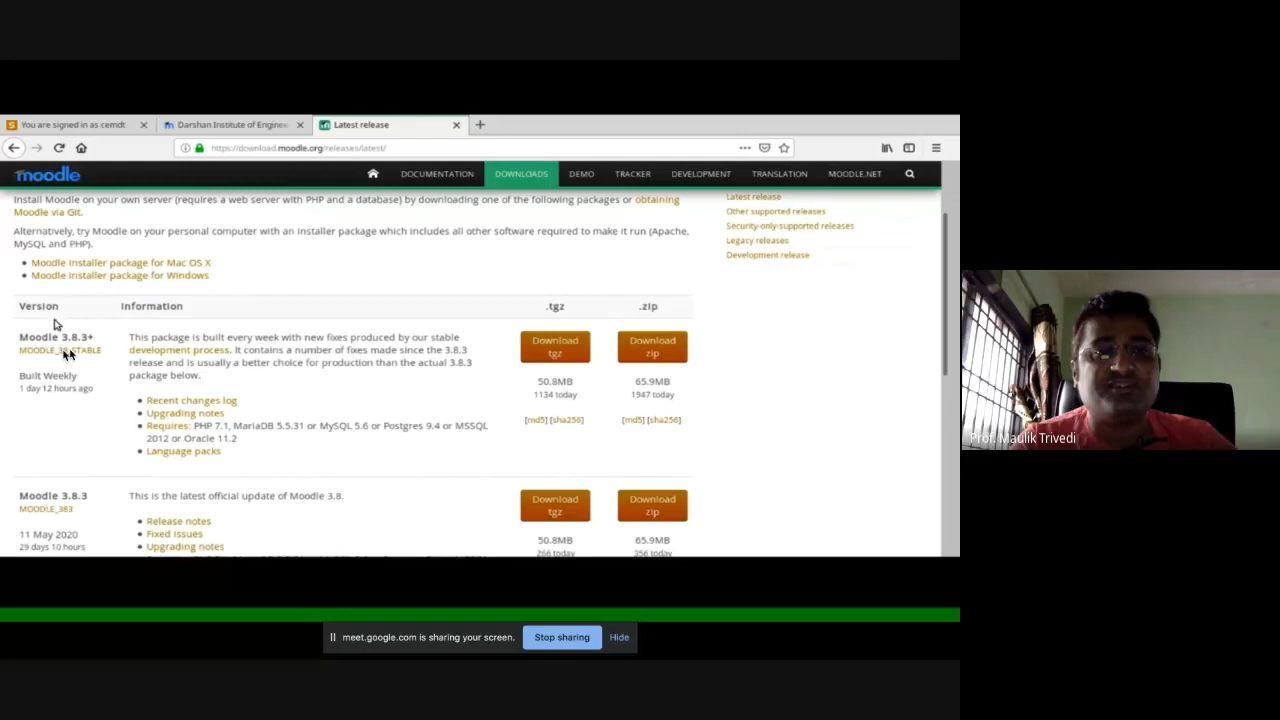 You are signed in as cemdt
Darshan Institute of Enginee
Latest release
https://download.moodle.org/releases/latest/
moodle
DOCUMENTATION
DOWNLOADS
DEMO
TRACKER
DEVELOPMENT
TRANSLATION
MOODLE.NET
Install Moodle on your own server (requires a web server with PHP and a database) by downloading one of the following packages or obtaining
Moodle via Git.
Alternatively, try Moodle on your personal computer with an installer package which includes all other software required to make it run (Apache,
MySQL and PHP).
Moodle installer package for Mac OS X
Moodle installer package for Windows
Latest release
Other supported releases
Security-only-supported releases
Legacy releases
Development release
Version Information .tgz .zip
Moodle 3.8.3+
MOODLE_38_STABLE
Built Weekly
1 day 12 hours ago
This package is built every week with new fixes produced by our stable
development process. It contains a number of fixes made since the 3.8.3
release and is usually a better choice for production than the actual 3.8.3
package below.
Recent changes log
Upgrading notes
Requires: PHP 7.1, MariaDB 5.5.31 or MySQL 5.6 or Postgres 9.4 or MSSQL
2012 or Oracle 11.2
Language packs
Download
tgz
50.8MB
1134 today
[md5] [sha256]
Download
zip
65.9MB
1947 today
[md5] [sha256]
Moodle 3.8.3
MOODLE_383
11 May 2020
29 days 10 hours
This is the latest official update of Moodle 3.8.
Release notes
Fixed issues
Upgrading notes
Download
tgz
50.8MB
266 today
Download
zip
65.9MB
356 today
Prof. Maulik Trivedi
meet.google.com is sharing your screen.
Stop sharing
Hide